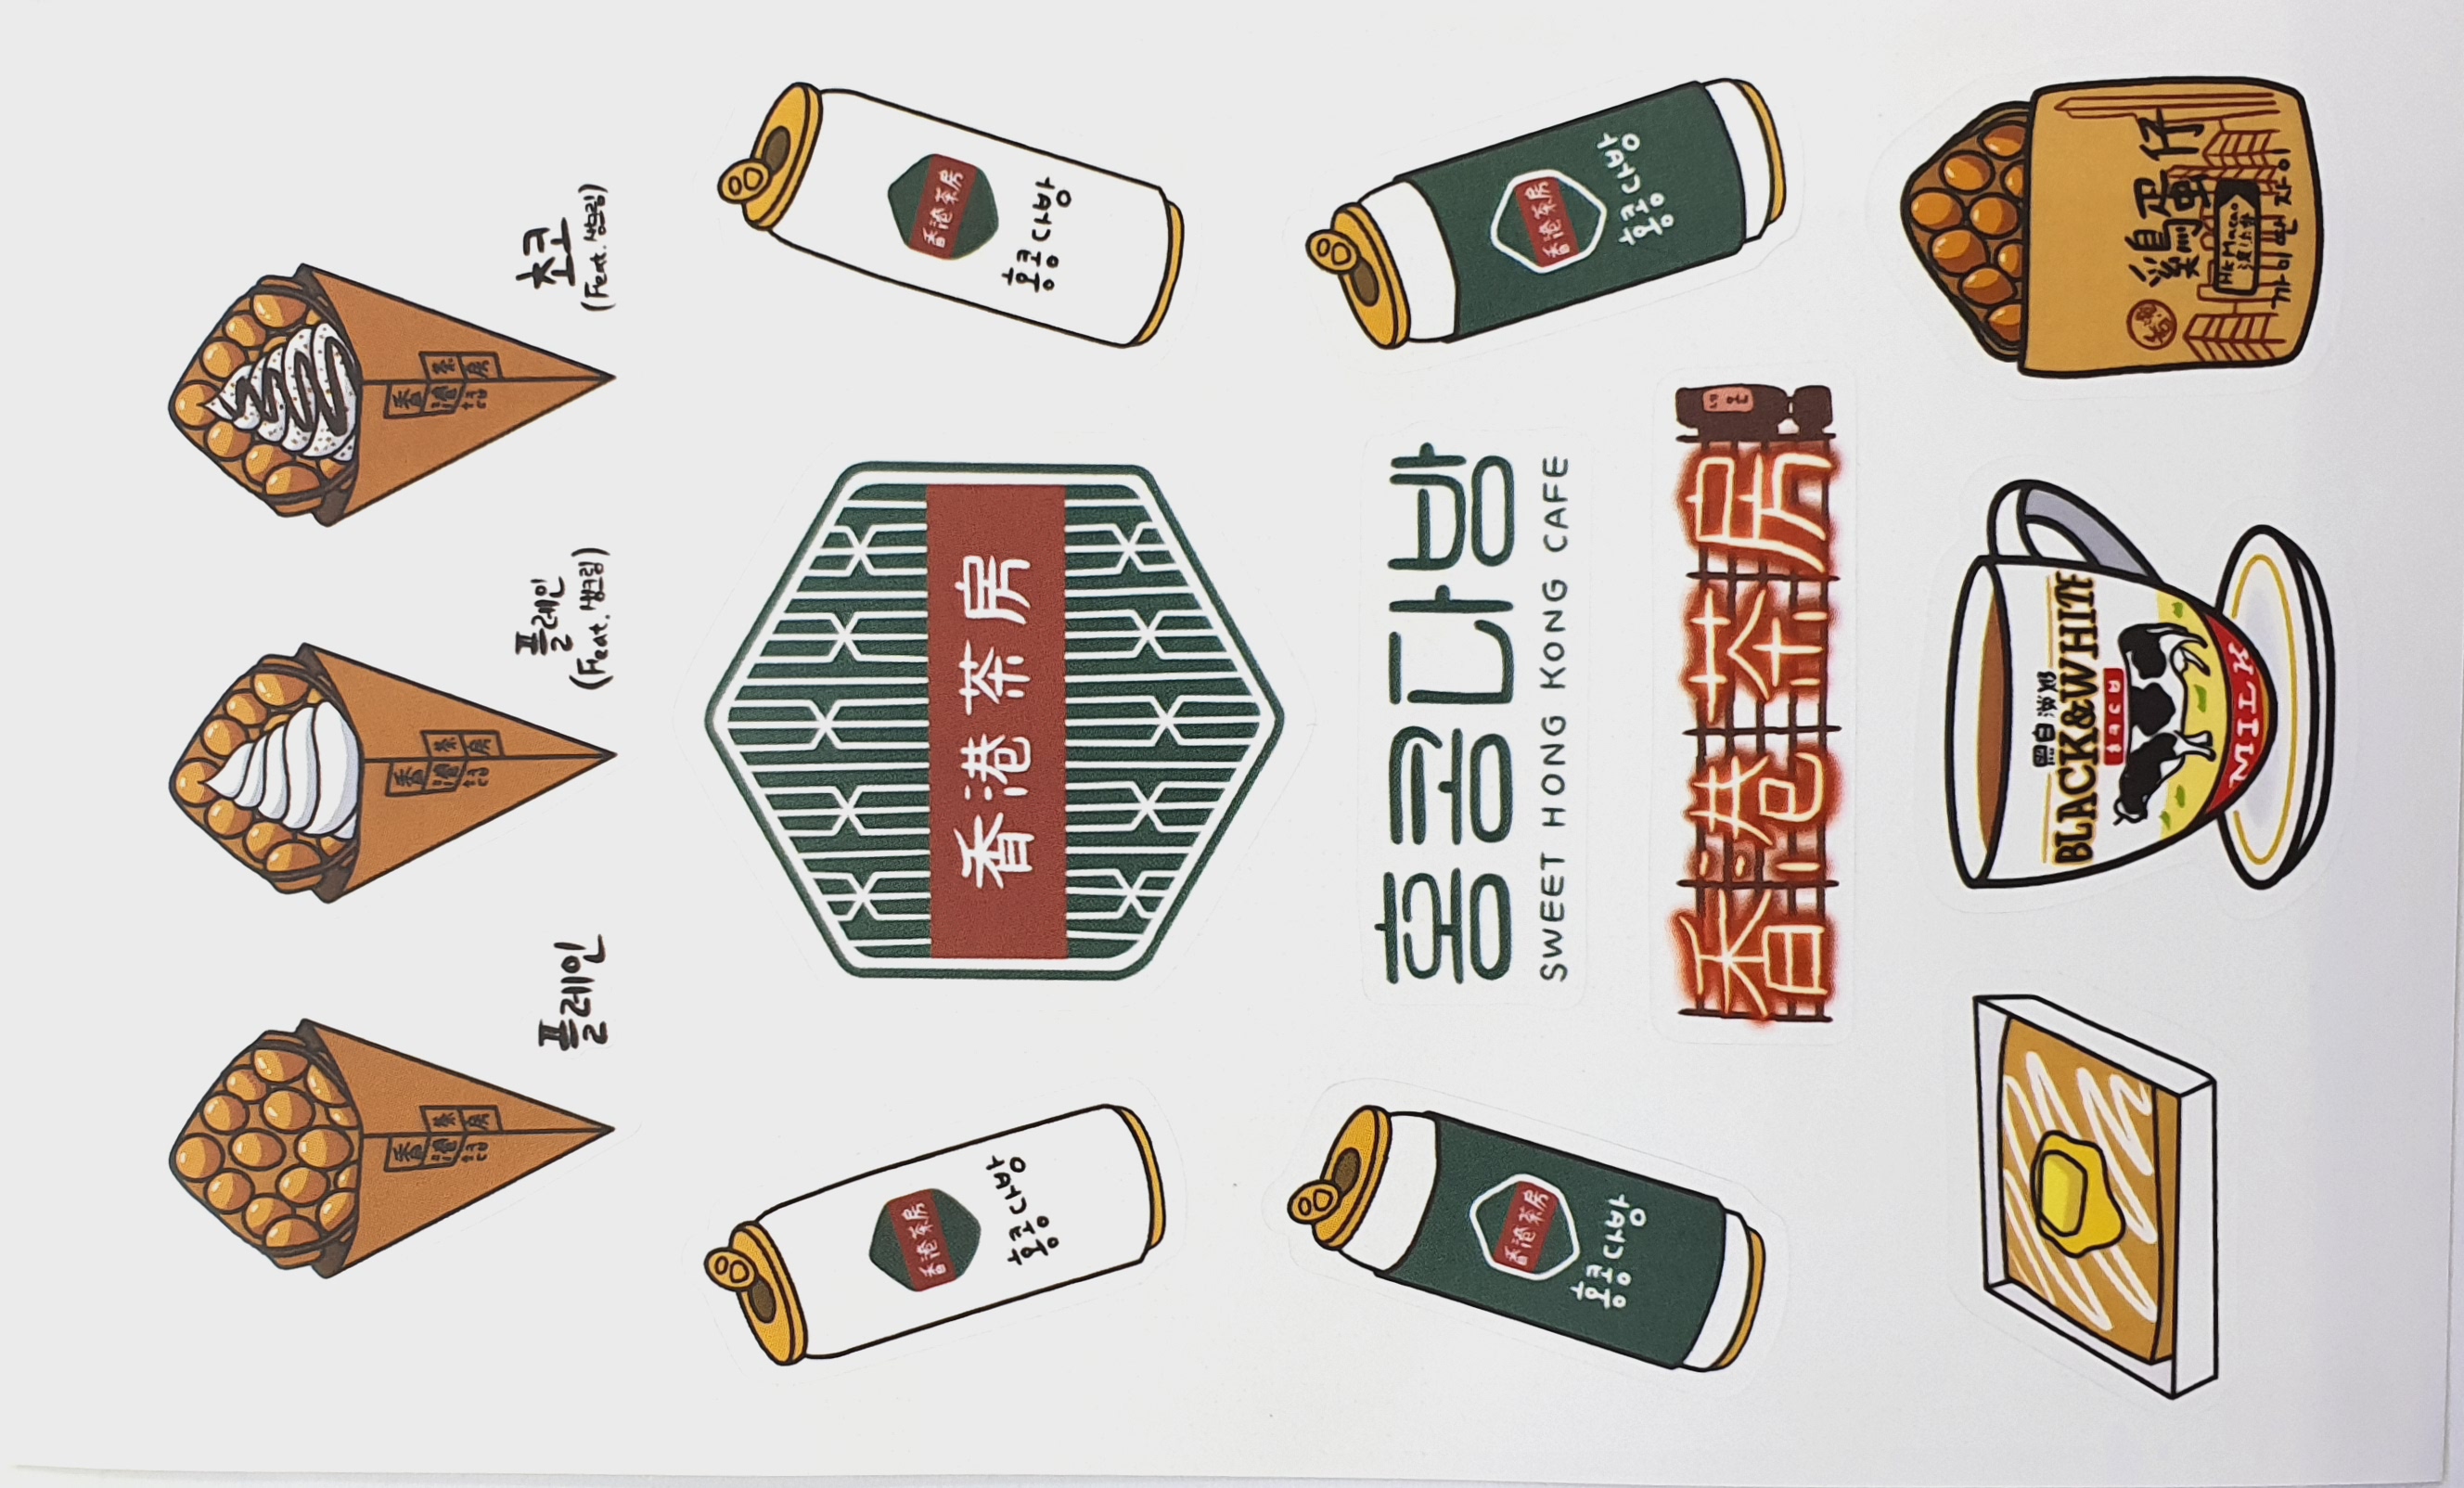 香
港
茶
房
플레인
香
港
茶
房
플레인
(Feat. 생크림)
香
港
茶
房
초코
(Feat. 생크림)
香港茶房
홍콩다방
香港茶房
香港茶房
홍콩다방
香港茶房
홍콩다방
홍콩다방
SWEET HONG KONG CAFE
香港茶房
홍콩다방
香港茶房
黑白淡奶
BLACK&WHITE
MILK
香港
鷄蛋仔
HK Macao
까이딴자이